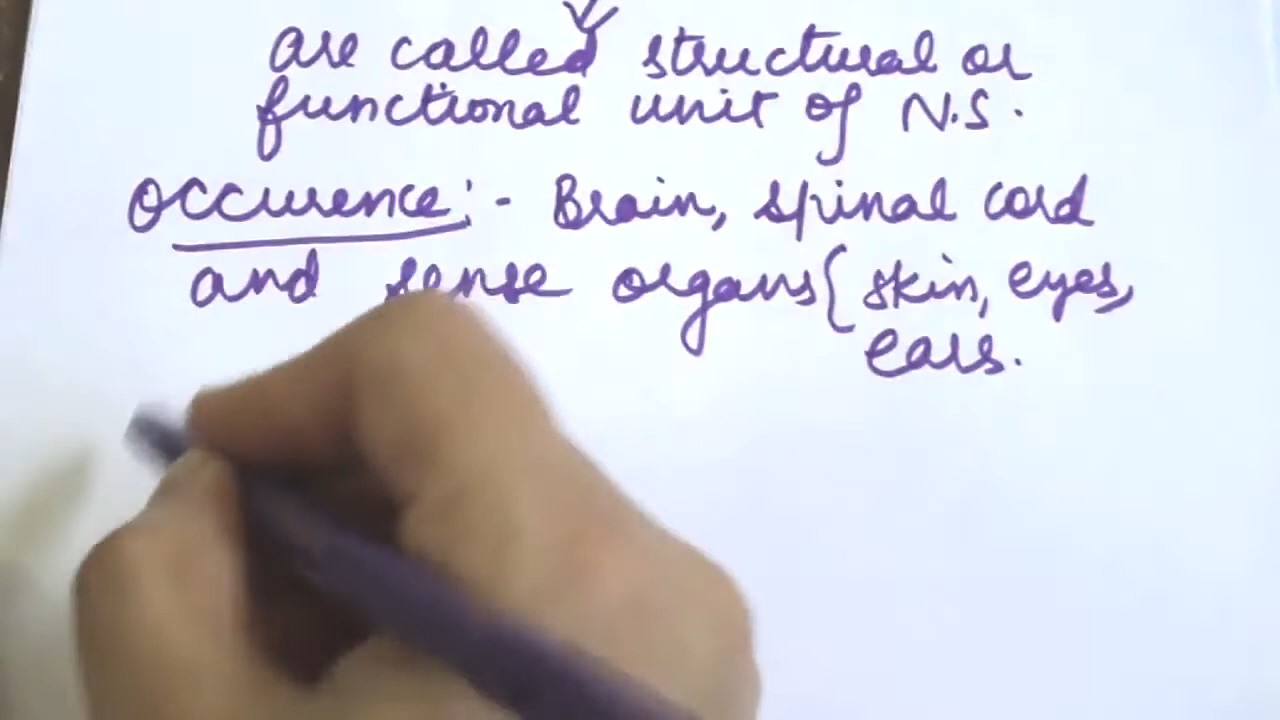 are called structural or
functional unit of N.S.
Occurence:- Brain, spinal cord
and sense organs{ skin, eyes,
ears.